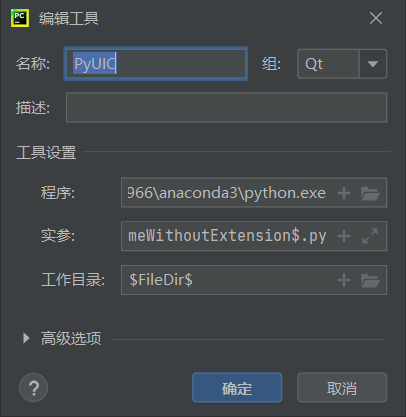 PC 编辑工具
名称: PyUIC 组: Qt
描述:
工具设置
程序: 966\anaconda3\python.exe
实参: meWithoutExtension$.py
工作目录: $FileDir$
高级选项
? 确定 取消